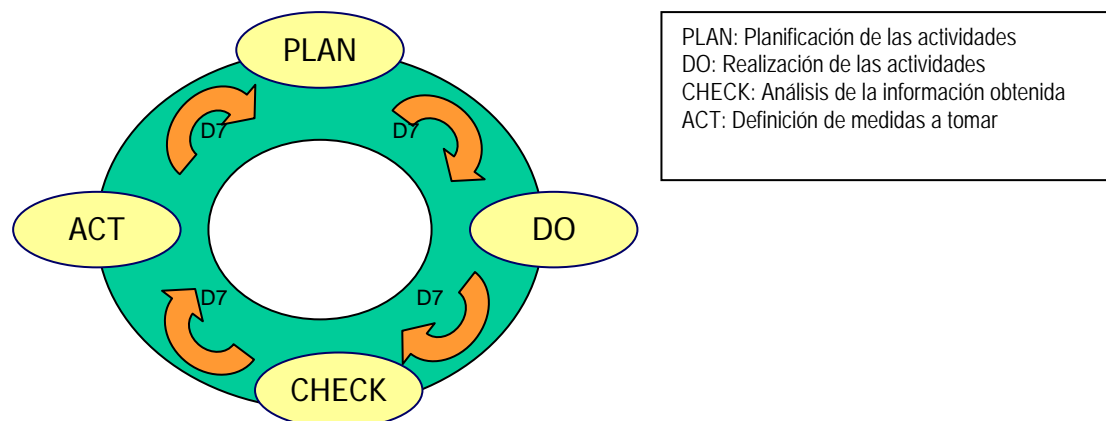 PLAN
PLAN: Planificación de las actividades
DO: Realización de las actividades
CHECK: Análisis de la información obtenida
ACT: Definición de medidas a tomar
D7
D7
ACT
DO
D7
D7
CHECK